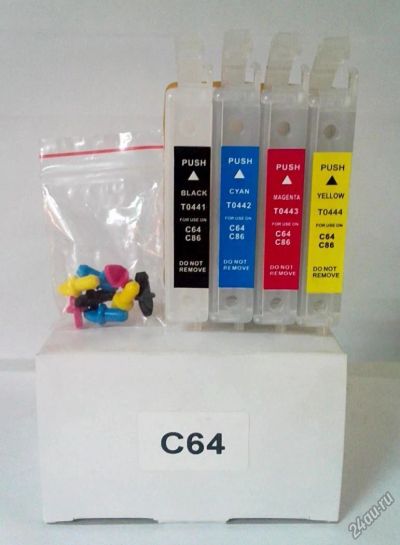 PUSH
BLACK
T0441
FOR USE ON
C64
C86
DO NOT
REMOVE
PUSH
CYAN
T0442
FOR USE ON
C64
C86
DO NOT
REMOVE
PUSH
MAGENTA
T0443
FOR USE ON
C64
C86
DO NOT
REMOVE
PUSH
YELLOW
T0444
FOR USE ON
C64
C86
DO NOT
REMOVE
C64
24au.ru